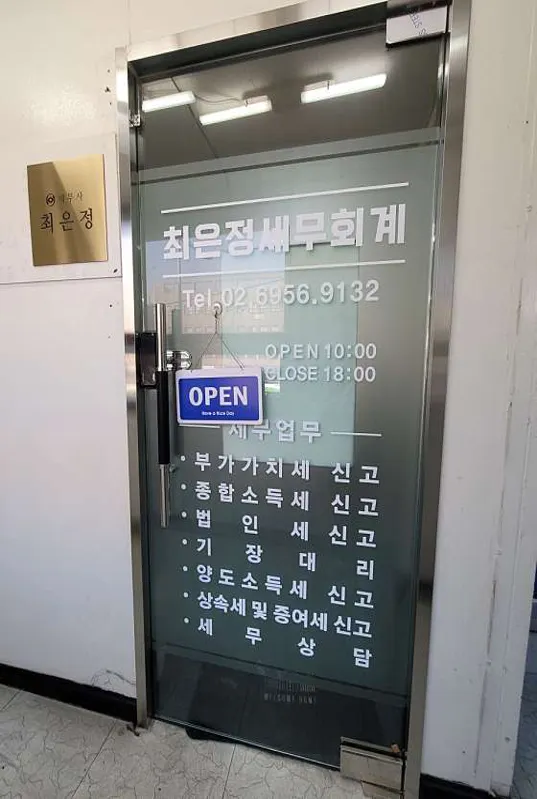 세무사
최은정
최은정세무회계
Tel.02.6956.9132
OPEN 10:00
CLOSE 18:00
OPEN
Have a Nice Day
세무업무
• 부가가치세 신고
• 종합소득세 신고
• 법인세신고
• 기장대리
• 양도소득세 신고
• 상속세 및 증여세 신고
• 세무상담